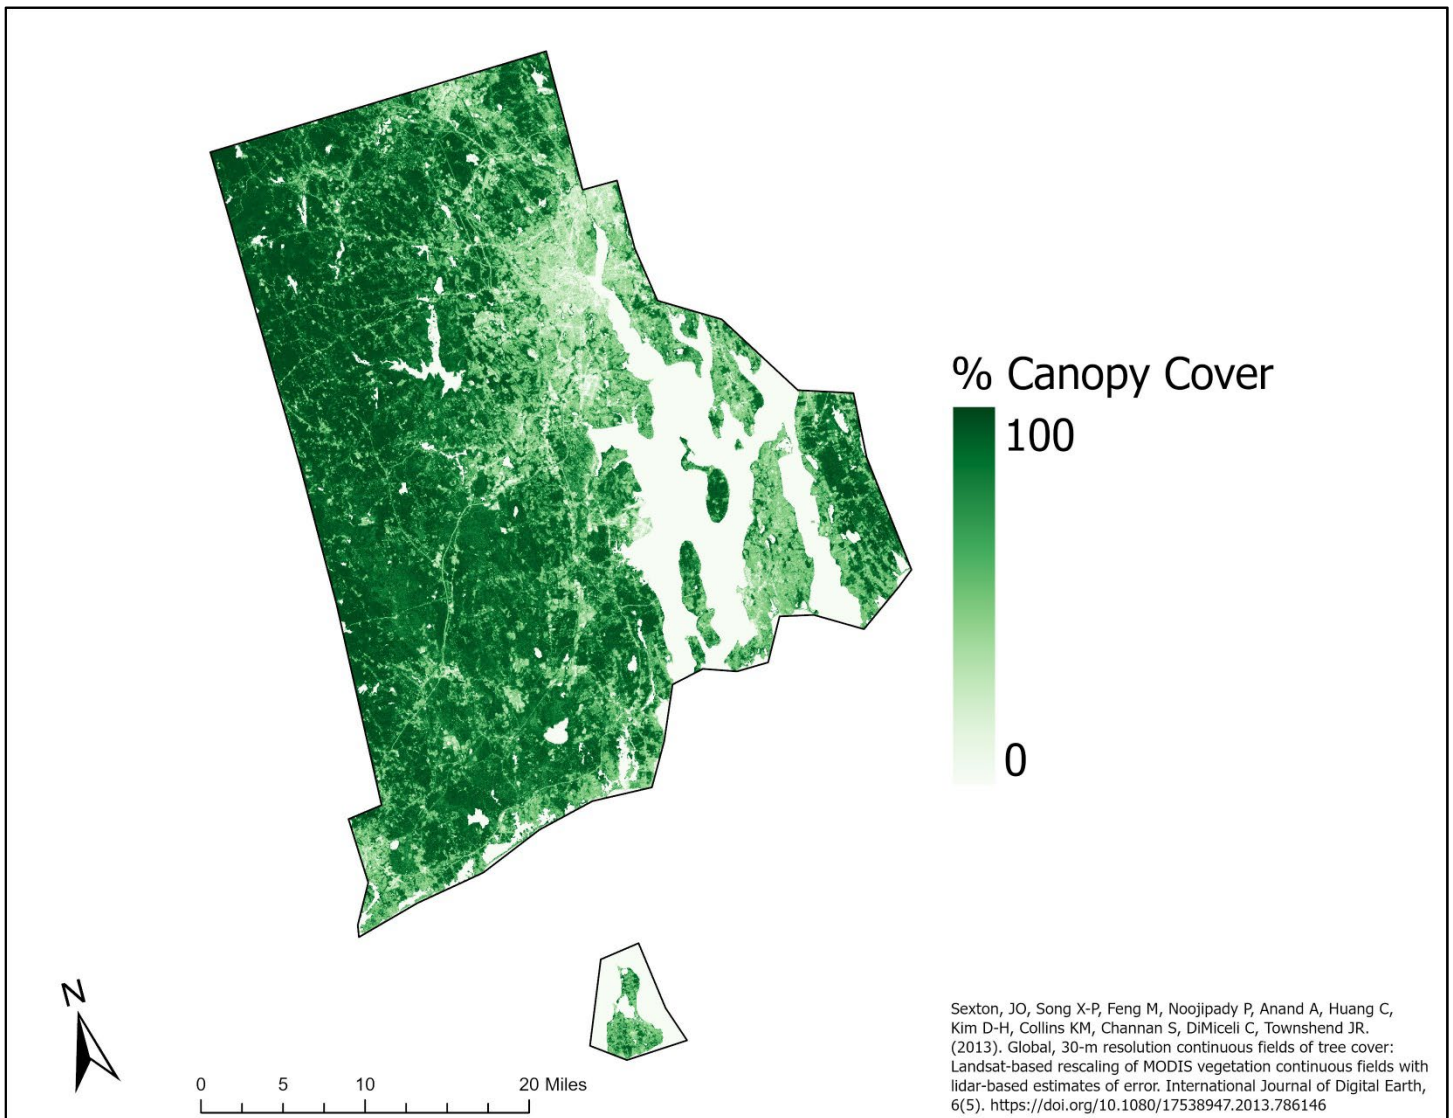 % Canopy Cover
100
0
N
0 5 10 20 Miles
Sexton, JO, Song X-P, Feng M, Noojipady P, Anand A, Huang C,
Kim D-H, Collins KM, Channan S, DiMiceli C, Townshend JR.
(2013). Global, 30-m resolution continuous fields of tree cover:
Landsat-based rescaling of MODIS vegetation continuous fields with
lidar-based estimates of error. International Journal of Digital Earth,
6(5). https://doi.org/10.1080/17538947.2013.786146